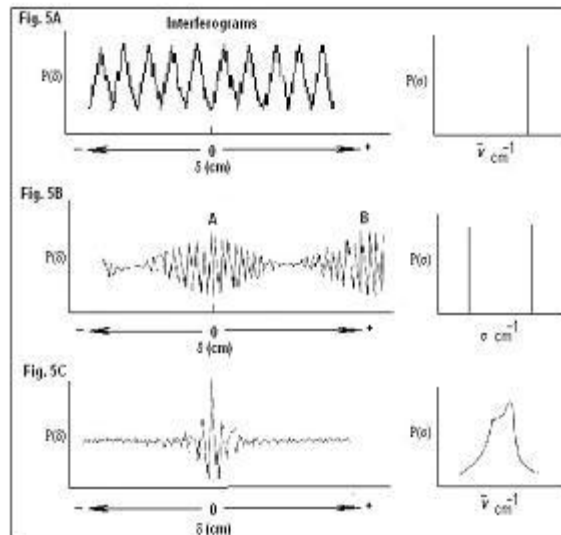 Fig. 5A
Interferograms
P(δ)
P(σ)
- 0 +
δ (cm)
ν̄ cm⁻¹
Fig. 5B
A B
P(δ)
P(σ)
- 0 +
δ (cm)
σ cm⁻¹
Fig. 5C
P(δ)
P(σ)
- 0 +
δ (cm)
ν̄ cm⁻¹